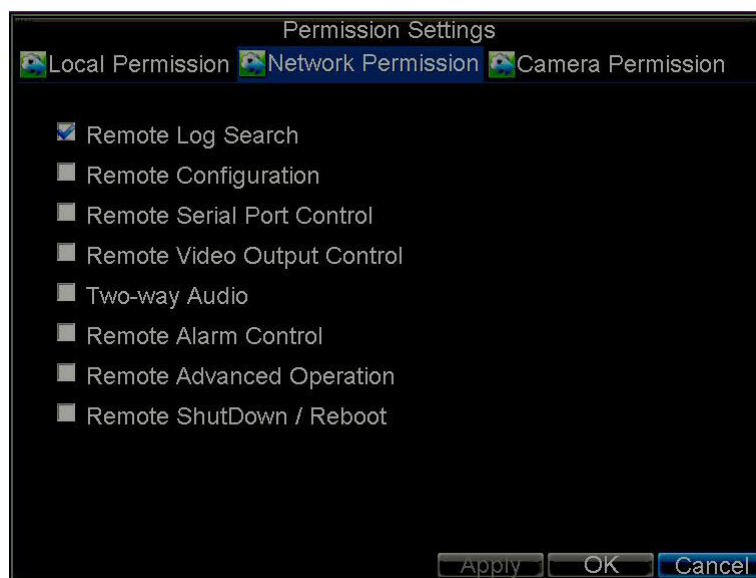 Permission Settings
Local Permission Network Permission Camera Permission
Remote Log Search
Remote Configuration
Remote Serial Port Control
Remote Video Output Control
Two-way Audio
Remote Alarm Control
Remote Advanced Operation
Remote ShutDown / Reboot
Apply OK Cancel